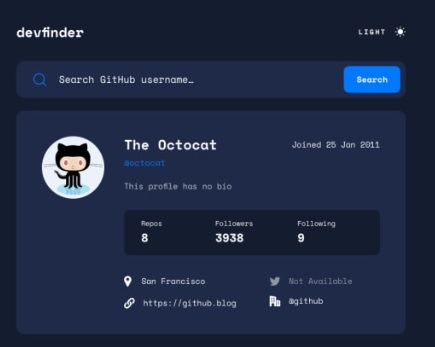 devfinder
LIGHT
Search GitHub username…
Search
The Octocat
Joined 25 Jan 2011
@octocat
This profile has no bio
Repos Followers Following
8 3938 9
San Francisco
Not Available
https://github.blog
@github